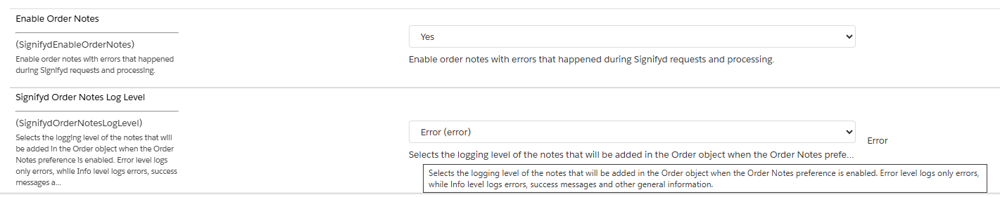 Enable Order Notes
(SignifydEnableOrderNotes)
Enable order notes with errors that happened
during Signifyd requests and processing.
Yes
Enable order notes with errors that happened during Signifyd requests and processing.
Signifyd Order Notes Log Level
(SignifydOrderNotesLogLevel)
Selects the logging level of the notes that will
be added in the Order object when the Order
Notes preference is enabled. Error level logs
only errors, while Info level logs errors, success
messages a...
Error (error)
Error
Selects the logging level of the notes that will be added in the Order object when the Order Notes prefe...
Selects the logging level of the notes that will be added in the Order object when the Order Notes preference is enabled. Error level logs only errors,
while Info level logs errors, success messages and other general information.